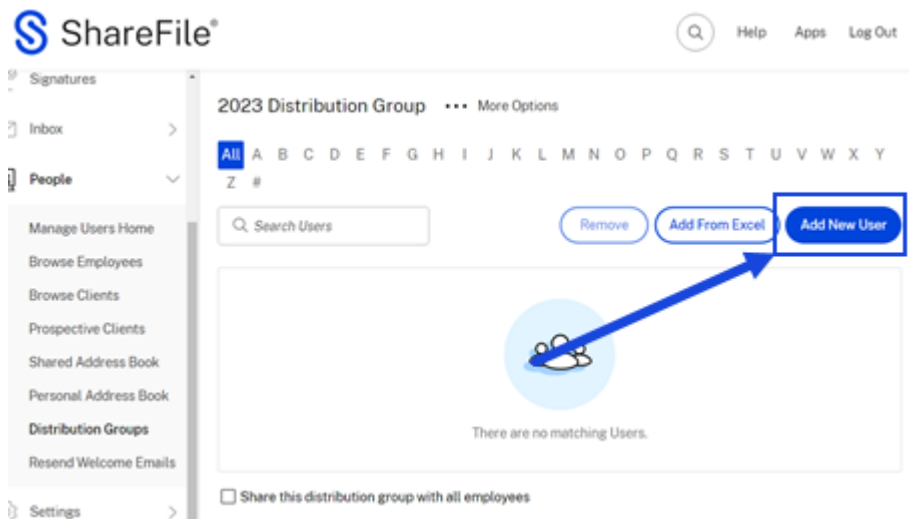 ShareFile®
Help Apps Log Out
Signatures
Inbox
People
Manage Users Home
Browse Employees
Browse Clients
Prospective Clients
Shared Address Book
Personal Address Book
Distribution Groups
Resend Welcome Emails
Settings
2023 Distribution Group ••• More Options
All A B C D E F G H I J K L M N O P Q R S T U V W X Y
Z #
Search Users Remove Add From Excel Add New User
There are no matching Users.
Share this distribution group with all employees